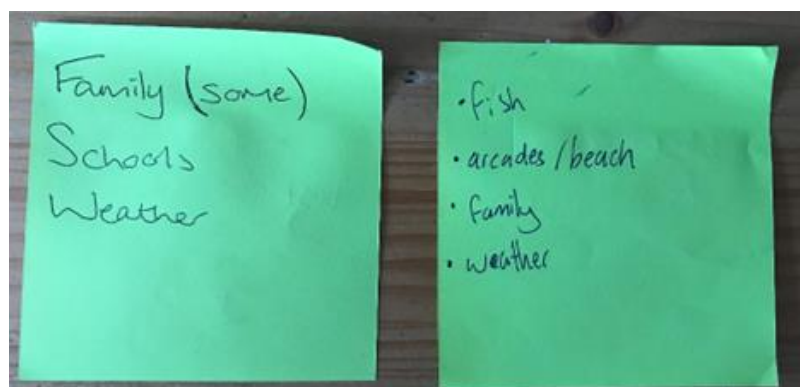 Family (some)
Schools
Weather
• fish
• arcades / beach
• family
• weather